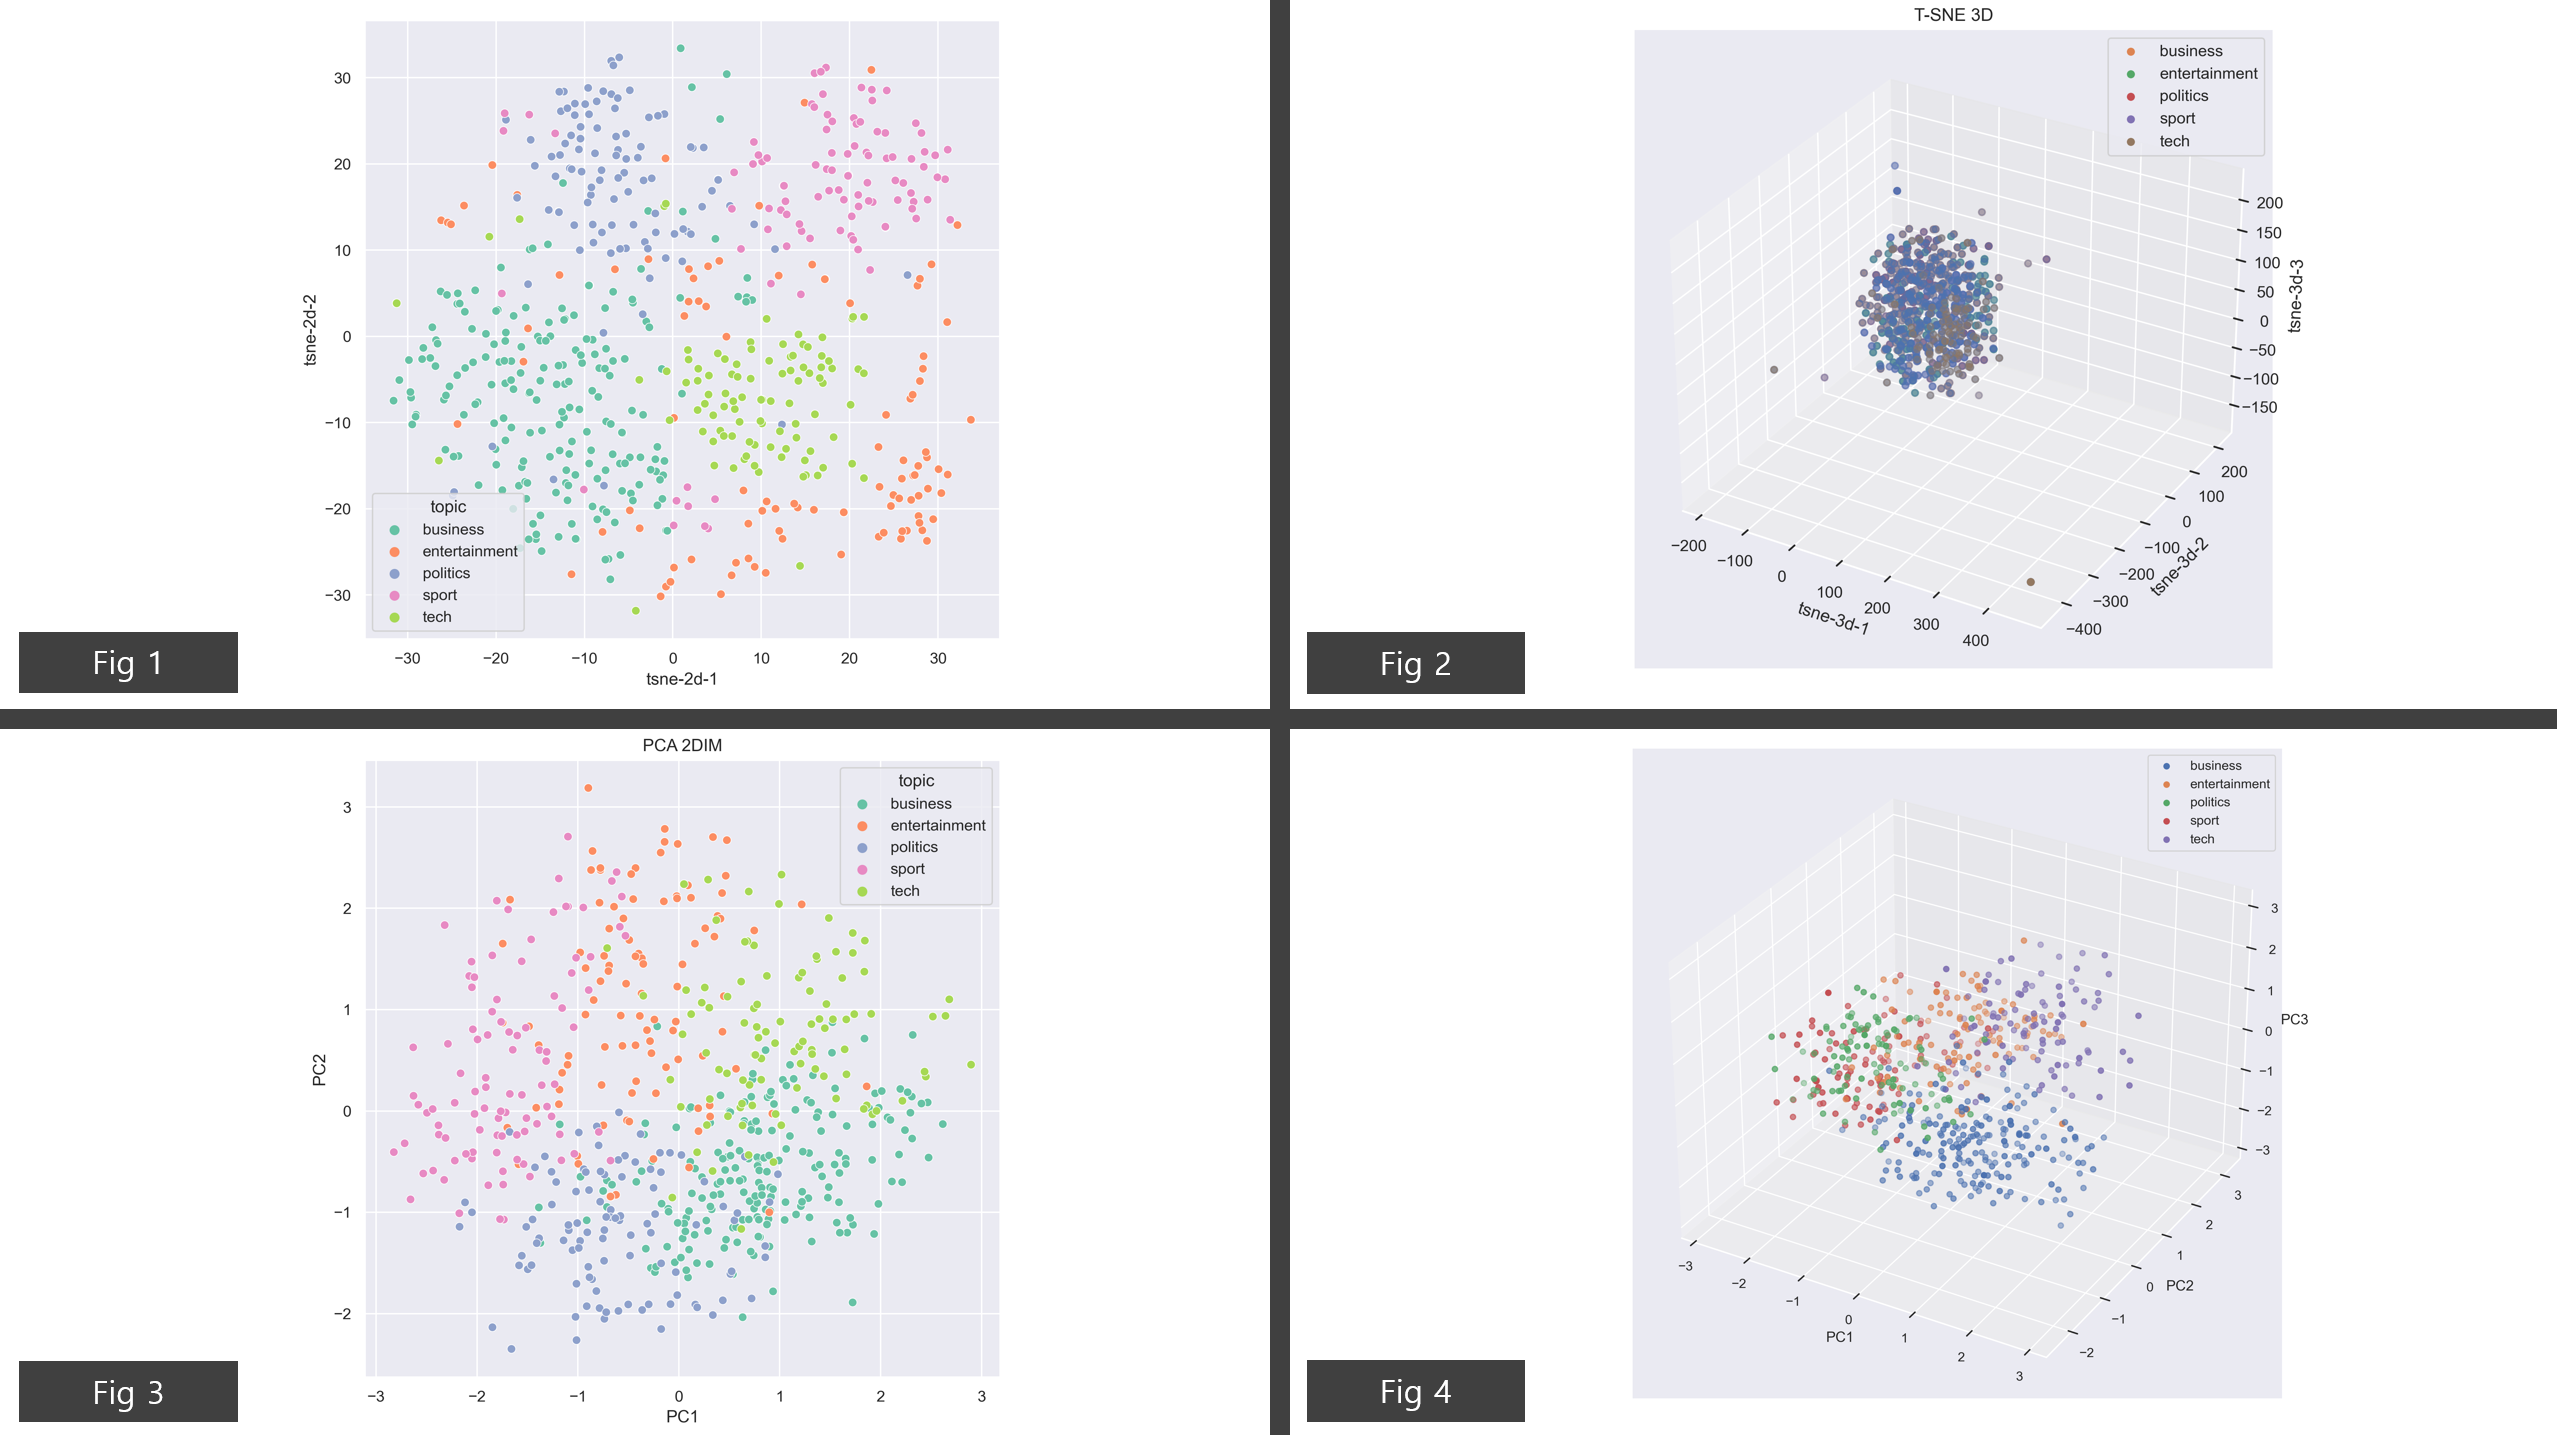 30
20
10
0
−10
−20
−30
tsne-2d-2
topic
business
entertainment
politics
sport
tech
−30
−20
−10
0
10
20
30
tsne-2d-1
Fig 1
T-SNE 3D
business
entertainment
politics
sport
tech
200
150
100
50
0
−50
−100
−150
tsne-3d-3
200
100
0
−100
−200
−300
−400
tsne-3d-2
−200
−100
0
100
200
300
400
tsne-3d-1
Fig 2
PCA 2DIM
topic
business
entertainment
politics
sport
tech
3
2
1
0
−1
−2
PC2
−3
−2
−1
0
1
2
3
PC1
Fig 3
business
entertainment
politics
sport
tech
3
2
1
0
−1
−2
−3
PC3
3
2
1
0
−1
−2
PC2
−3
−2
−1
0
1
2
3
PC1
Fig 4